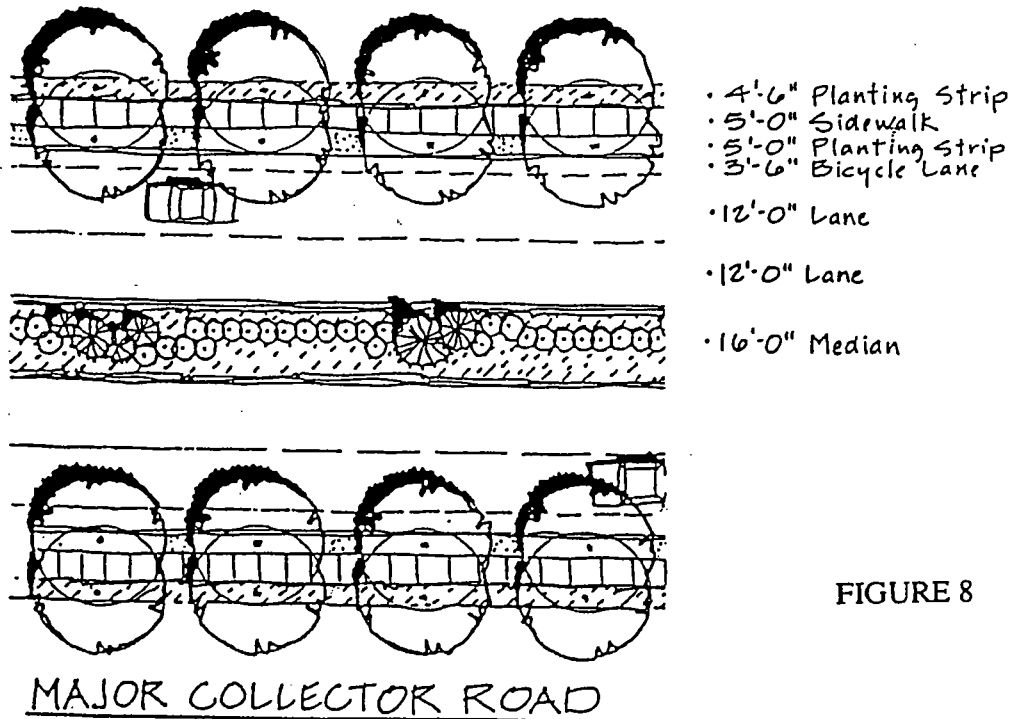 · 4'-6" Planting Strip
· 5'-0" Sidewalk
· 5'-0" Planting Strip
· 3'-6" Bicycle Lane
· 12'-0" Lane
· 12'-0" Lane
· 16'-0" Median
FIGURE 8
MAJOR COLLECTOR ROAD